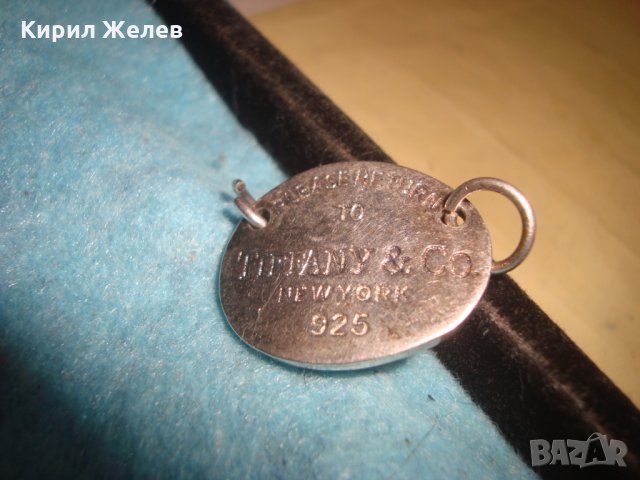 Кирил Желев
PLEASE RETURN
TO
TIFFANY & CO.
NEW YORK
925
BAZAR